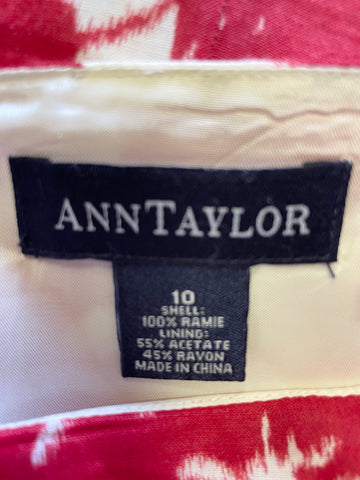 ANNTAYLOR
10
SHELL:
100% RAMIE
LINING:
55% ACETATE
45% RAYON
MADE IN CHINA